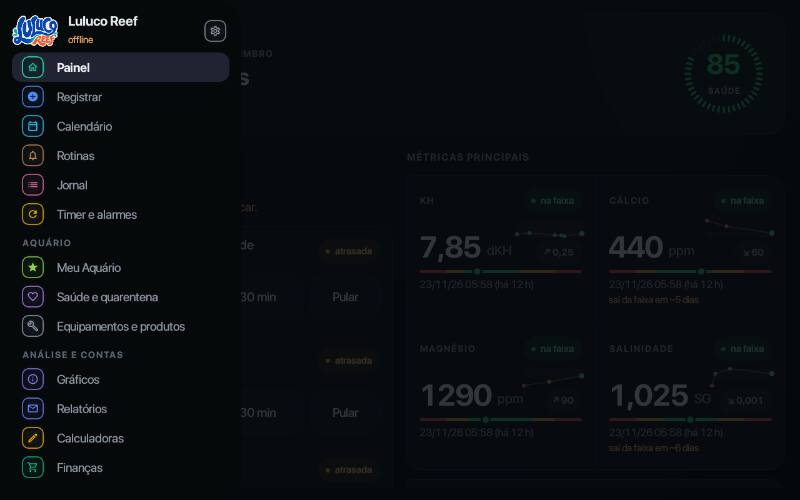 LULUCO REEF
Luluco Reef
offline
Painel
Registrar
Calendário
Rotinas
Jornal
Timer e alarmes
AQUÁRIO
Meu Aquário
Saúde e quarentena
Equipamentos e produtos
ANÁLISE E CONTAS
Gráficos
Relatórios
Calculadoras
Finanças
85
SAÚDE
MÉTRICAS PRINCIPAIS
atrasada
30 min
Pular
atrasada
30 min
Pular
atrasada
KH
na faixa
7,85 dKH
↗ 0,25
23/11/26 05:58 (há 12 h)
CÁLCIO
na faixa
440 ppm
↘ 60
23/11/26 05:58 (há 12 h)
sai da faixa em ~5 dias
MAGNÉSIO
na faixa
1290 ppm
↗ 90
23/11/26 05:58 (há 12 h)
SALINIDADE
na faixa
1,025 SG
↘ 0,001
23/11/26 05:58 (há 12 h)
sai da faixa em ~6 dias